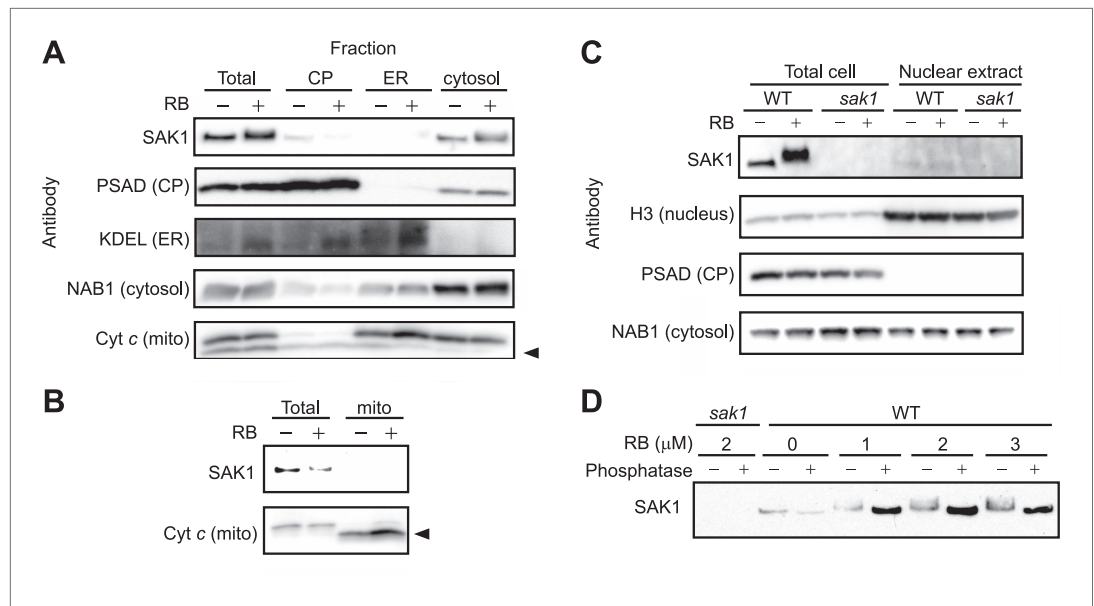 A
Fraction
Total CP ER cytosol
RB − + − + − + − +
Antibody
SAK1
PSAD (CP)
KDEL (ER)
NAB1 (cytosol)
Cyt c (mito)
B
Total mito
RB − + − +
SAK1
Cyt c (mito)
C
Total cell Nuclear extract
WT sak1 WT sak1
RB − + − + − + − +
Antibody
SAK1
H3 (nucleus)
PSAD (CP)
NAB1 (cytosol)
D
sak1 WT
RB (μM) 2 0 1 2 3
Phosphatase − + − + − + − + − +
SAK1